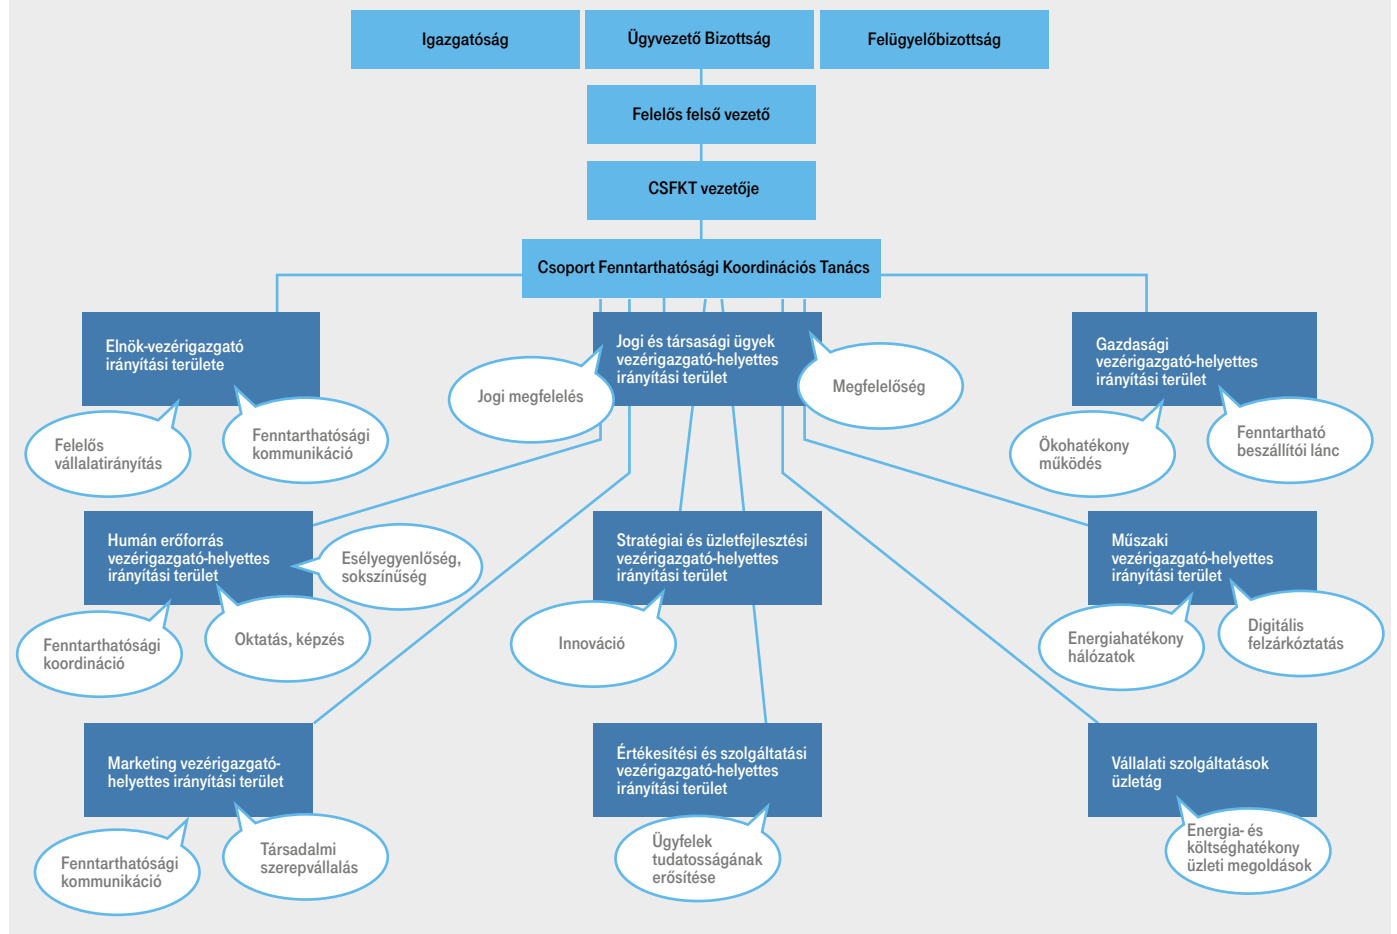 Igazgatóság
Ügyvezető Bizottság
Felügyelőbizottság
Felelős felső vezető
CSFKT vezetője
Csoport Fenntarthatósági Koordinációs Tanács
Elnök-vezérigazgató
irányítási területe
Felelős
vállalatirányítás
Fenntarthatósági
kommunikáció
Jogi és társasági ügyek
vezérigazgató-helyettes
irányítási terület
Jogi megfelelés
Megfelelőség
Gazdasági
vezérigazgató-helyettes
irányítási terület
Ökohatékony
működés
Fenntartható
beszállítói lánc
Humán erőforrás
vezérigazgató-helyettes
irányítási terület
Esélyegyenlőség,
sokszínűség
Fenntarthatósági
koordináció
Oktatás, képzés
Stratégiai és üzletfejlesztési
vezérigazgató-helyettes
irányítási terület
Innováció
Műszaki
vezérigazgató-helyettes
irányítási terület
Energiahatékony
hálózatok
Digitális
felzárkóztatás
Marketing vezérigazgató-
helyettes irányítási terület
Fenntarthatósági
kommunikáció
Társadalmi
szerepvállalás
Értékesítési és szolgáltatási
vezérigazgató-helyettes
irányítási terület
Ügyfelek
tudatosságának
erősítése
Vállalati szolgáltatások
üzletág
Energia- és
költséghatékony
üzleti megoldások